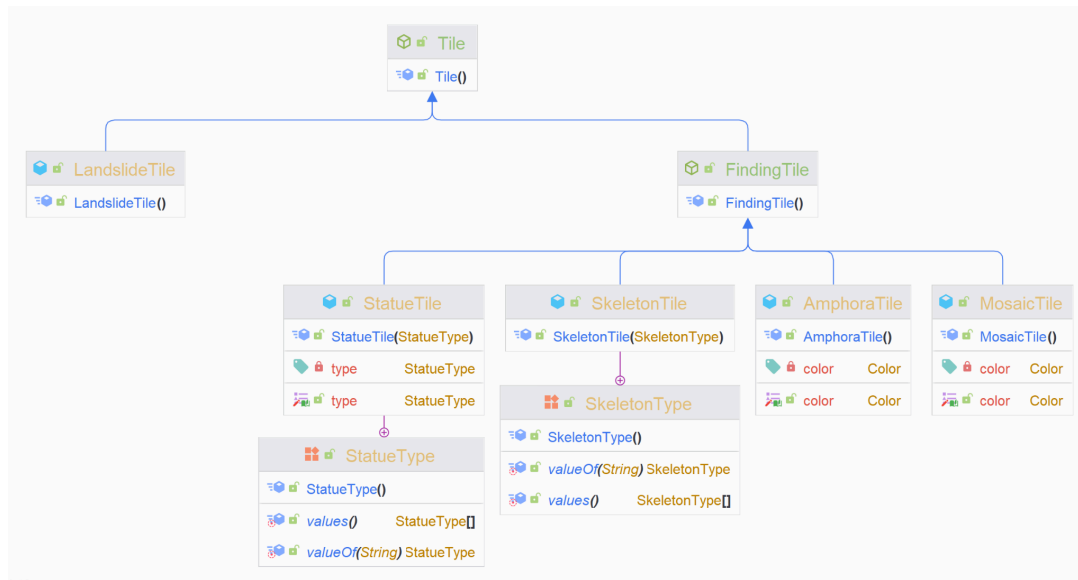 Tile
Tile()
LandslideTile
LandslideTile()
FindingTile
FindingTile()
StatueTile
StatueTile(StatueType)
type StatueType
type StatueType
SkeletonTile
SkeletonTile(SkeletonType)
AmphoraTile
AmphoraTile()
color Color
color Color
MosaicTile
MosaicTile()
color Color
color Color
StatueType
StatueType()
values() StatueType[]
valueOf(String) StatueType
SkeletonType
SkeletonType()
valueOf(String) SkeletonType
values() SkeletonType[]